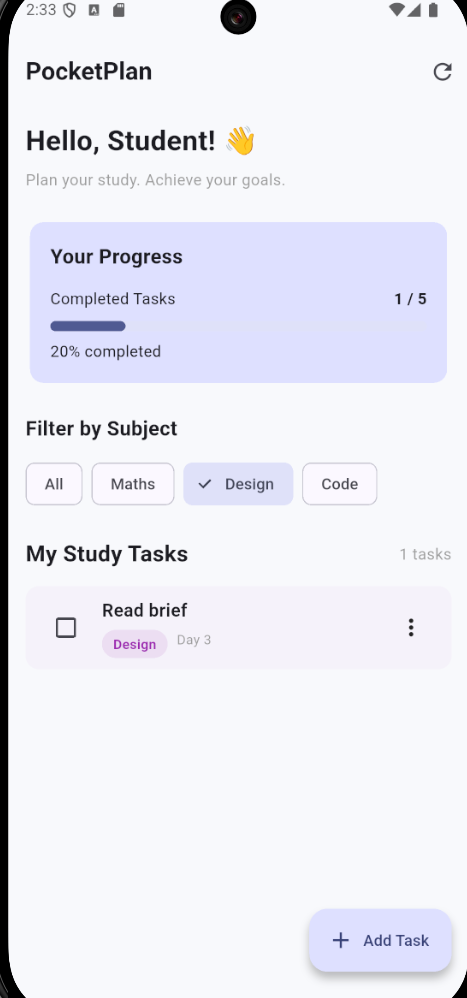 2:33
PocketPlan
Hello, Student! 👋
Plan your study. Achieve your goals.
Your Progress
Completed Tasks 1 / 5
20% completed
Filter by Subject
All Maths Design Code
My Study Tasks 1 tasks
Read brief
Design Day 3
+ Add Task